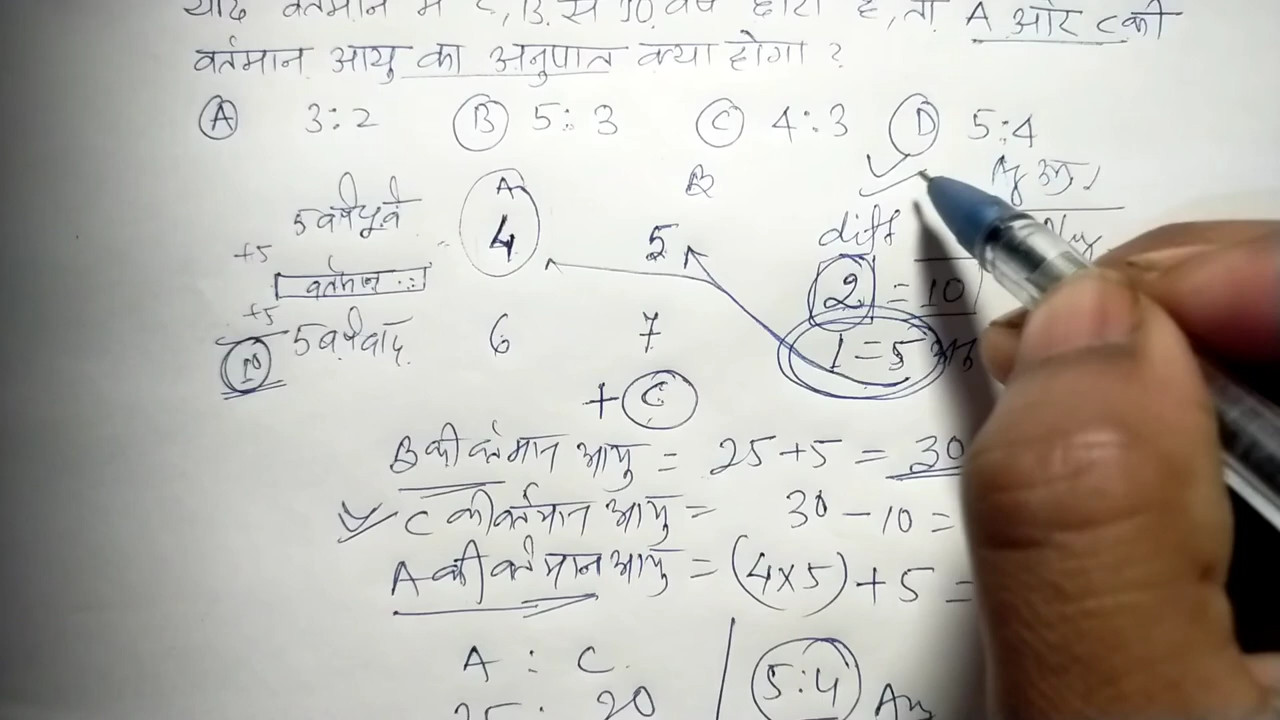 यदि वर्तमान में C, B से 10 वर्ष छोटा है, तो A और C की
वर्तमान आयु का अनुपात क्या होगा ?
A 3:2 B 5:3 C 4:3 D 5:4
A B
5 वर्ष पूर्व 4 5 diff
+5
वर्तमान 2 = 10
+5
5 वर्ष बाद 6 7 1 = 5
10
+ C
B की वर्तमान आयु = 25+5 = 30
C की वर्तमान आयु = 30 - 10 =
A की वर्तमान आयु = (4×5) + 5 =
A : C
25 : 20 5:4 Ans